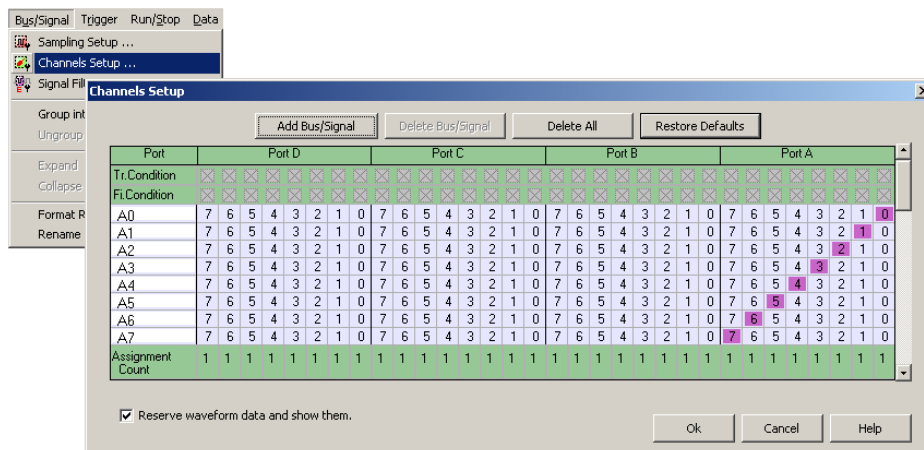 Bus/Signal Trigger Run/Stop Data
Sampling Setup ...
Channels Setup ...
Signal Fil
Group int
Ungroup
Expand
Collapse
Format R
Rename
Channels Setup
Add Bus/Signal Delete Bus/Signal Delete All Restore Defaults
Port Port D Port C Port B Port A
Tr.Condition
Fi.Condition
A0 7 6 5 4 3 2 1 0 7 6 5 4 3 2 1 0 7 6 5 4 3 2 1 0 7 6 5 4 3 2 1 0
A1 7 6 5 4 3 2 1 0 7 6 5 4 3 2 1 0 7 6 5 4 3 2 1 0 7 6 5 4 3 2 1 0
A2 7 6 5 4 3 2 1 0 7 6 5 4 3 2 1 0 7 6 5 4 3 2 1 0 7 6 5 4 3 2 1 0
A3 7 6 5 4 3 2 1 0 7 6 5 4 3 2 1 0 7 6 5 4 3 2 1 0 7 6 5 4 3 2 1 0
A4 7 6 5 4 3 2 1 0 7 6 5 4 3 2 1 0 7 6 5 4 3 2 1 0 7 6 5 4 3 2 1 0
A5 7 6 5 4 3 2 1 0 7 6 5 4 3 2 1 0 7 6 5 4 3 2 1 0 7 6 5 4 3 2 1 0
A6 7 6 5 4 3 2 1 0 7 6 5 4 3 2 1 0 7 6 5 4 3 2 1 0 7 6 5 4 3 2 1 0
A7 7 6 5 4 3 2 1 0 7 6 5 4 3 2 1 0 7 6 5 4 3 2 1 0 7 6 5 4 3 2 1 0
Assignment
Count 1 1 1 1 1 1 1 1 1 1 1 1 1 1 1 1 1 1 1 1 1 1 1 1 1 1 1 1 1 1 1 1
Reserve waveform data and show them.
Ok Cancel Help